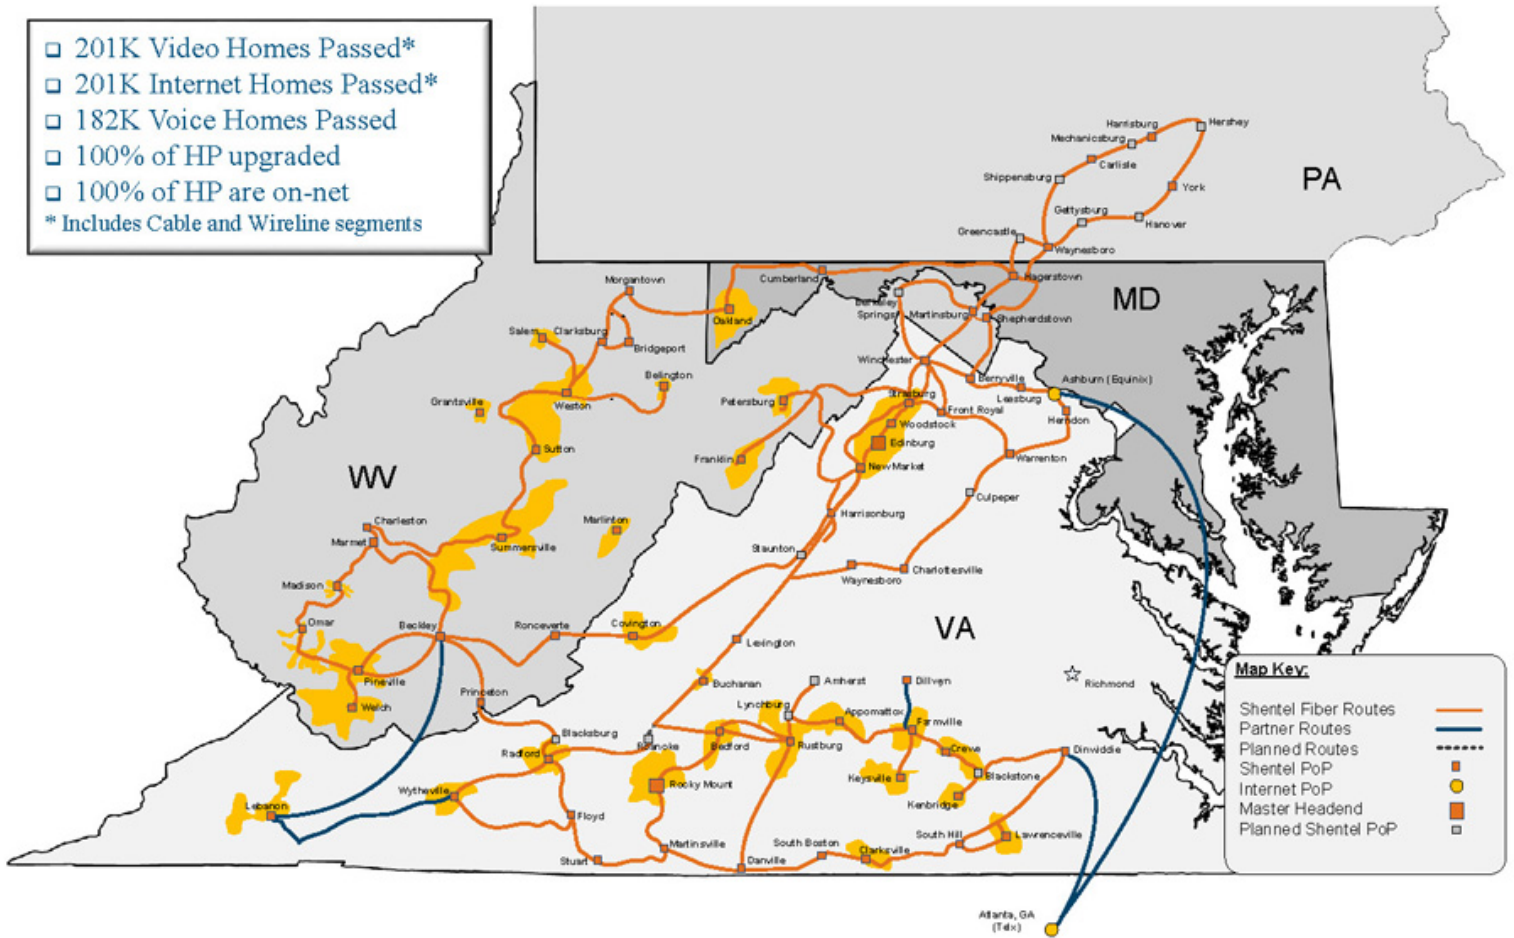 201K Video Homes Passed*
201K Internet Homes Passed*
182K Voice Homes Passed
100% of HP upgraded
100% of HP are on-net
* Includes Cable and Wireline segments
Harrisburg
Hershey
Mechanicsburg
Carlisle
Shippensburg
York
PA
Gettysburg
Hanover
Greencastle
Waynesboro
Morgantown
Cumberland
Hagerstown
MD
Berkeley
Springs
Martinsburg
Shepherdstown
Oakland
Salem
Clarksburg
Bridgeport
Winchester
Belington
Berryville
Ashburn (Equinix)
Leesburg
Grantsville
Weston
Petersburg
Strasburg
Front Royal
Herndon
Woodstock
Edinburg
Sutton
Franklin
New Market
Warrenton
WV
Culpeper
Charleston
Marmet
Marlinton
Harrisonburg
Summersville
Staunton
Waynesboro
Charlottesville
Madison
Omar
Beckley
Ronceverte
Covington
VA
Lexington
Pineville
Buchanan
Amherst
Dillwyn
Richmond
Welch
Princeton
Lynchburg
Appomattox
Farmville
Blacksburg
Roanoke
Bedford
Rustburg
Crewe
Dinwiddie
Radford
Rocky Mount
Keysville
Blackstone
Wytheville
Kenbridge
Lebanon
Floyd
South Hill
Lawrenceville
Martinsville
South Boston
Clarksville
Stuart
Danville
Atlanta, GA
(Telx)
Map Key:
Shentel Fiber Routes
Partner Routes
Planned Routes
Shentel PoP
Internet PoP
Master Headend
Planned Shentel PoP